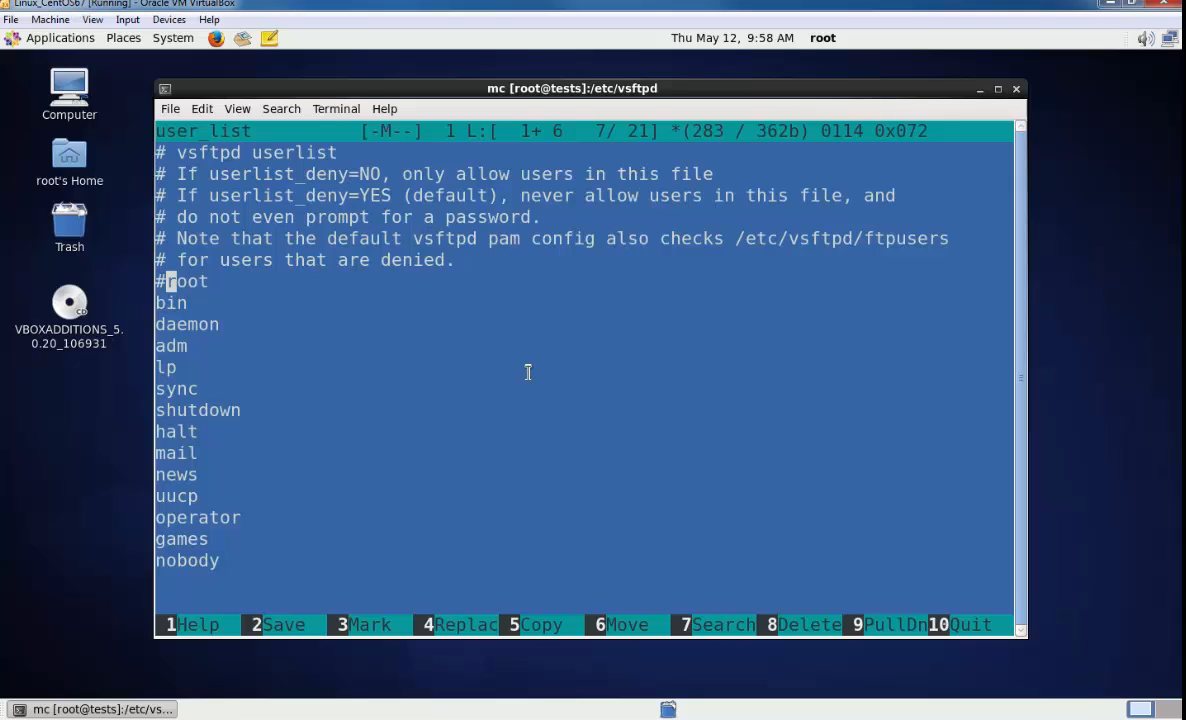 Linux_CentOS67 [Running] - Oracle VM VirtualBox
File Machine View Input Devices Help
Applications Places System Thu May 12, 9:58 AM root
Computer
root's Home
Trash
VBOXADDITIONS_5.
0.20_106931
mc [root@tests]:/etc/vsftpd
File Edit View Search Terminal Help
user_list [-M--] 1 L:[ 1+ 6 7/ 21] *(283 / 362b) 0114 0x072
# vsftpd userlist
# If userlist_deny=NO, only allow users in this file
# If userlist_deny=YES (default), never allow users in this file, and
# do not even prompt for a password.
# Note that the default vsftpd pam config also checks /etc/vsftpd/ftpusers
# for users that are denied.
#root
bin
daemon
adm
lp
sync
shutdown
halt
mail
news
uucp
operator
games
nobody
1Help 2Save 3Mark 4Replac 5Copy 6Move 7Search 8Delete 9PullDn 10Quit
mc [root@tests]:/etc/vs...